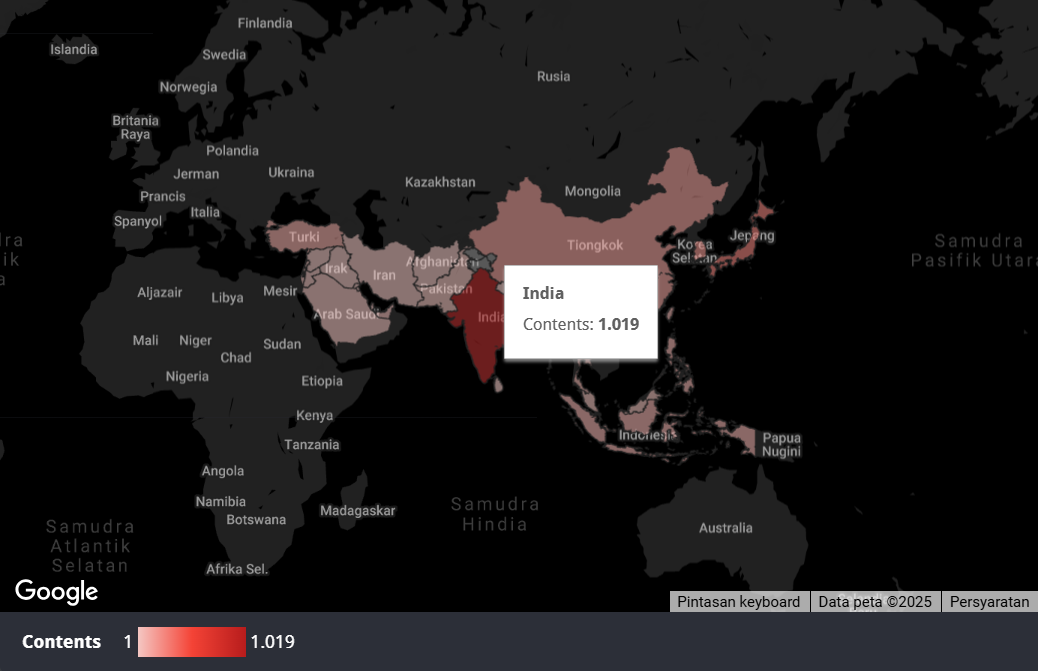 Finlandia
Islandia
Swedia
Rusia
Norwegia
Britania
Raya
Polandia
Jerman
Ukraina
Kazakhstan
Mongolia
Prancis
Italia
Spanyol
Turki
Tiongkok
Korea
Selatan
Jepang
Samudra
Pasifik Utara
Irak
Iran
Afghanistan
Pakistan
Aljazair
Libya
Mesir
Arab Saudi
India
India
Contents: 1.019
Mali
Niger
Chad
Sudan
Nigeria
Etiopia
Kenya
Tanzania
Indonesia
Papua
Nugini
Angola
Namibia
Botswana
Madagaskar
Samudra
Hindia
Australia
Samudra
Atlantik
Selatan
Afrika Sel.
Google
Pintasan keyboard
Data peta ©2025
Persyaratan
Contents 1 1.019